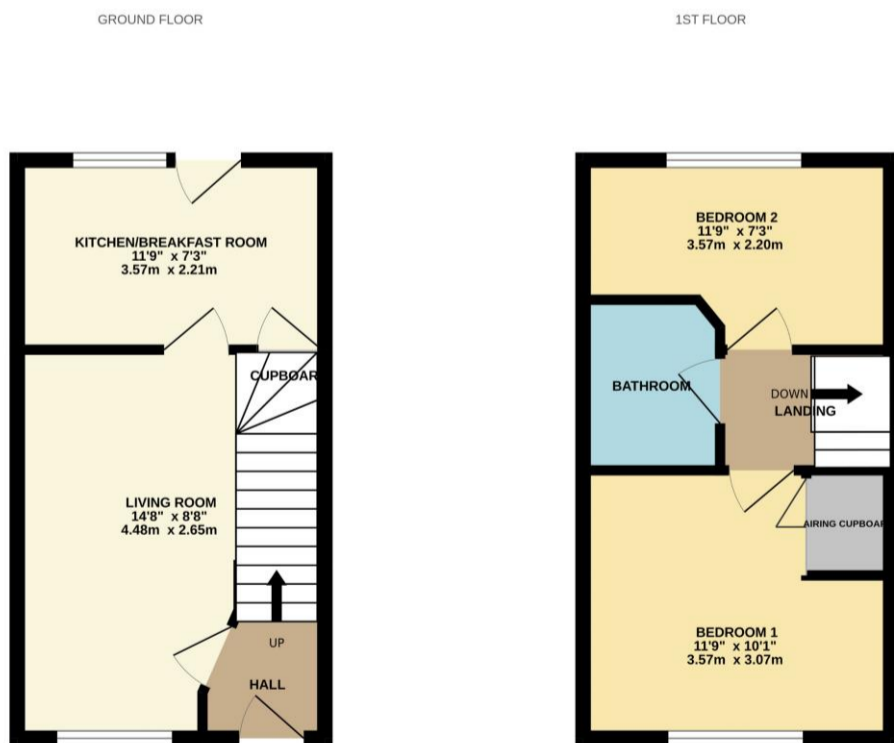 GROUND FLOOR
1ST FLOOR
KITCHEN/BREAKFAST ROOM
11'9" x 7'3"
3.57m x 2.21m
CUPBOAR
LIVING ROOM
14'8" x 8'8"
4.48m x 2.65m
UP
HALL
BEDROOM 2
11'9" x 7'3"
3.57m x 2.20m
BATHROOM
DOWN
LANDING
AIRING CUPBOAR
BEDROOM 1
11'9" x 10'1"
3.57m x 3.07m